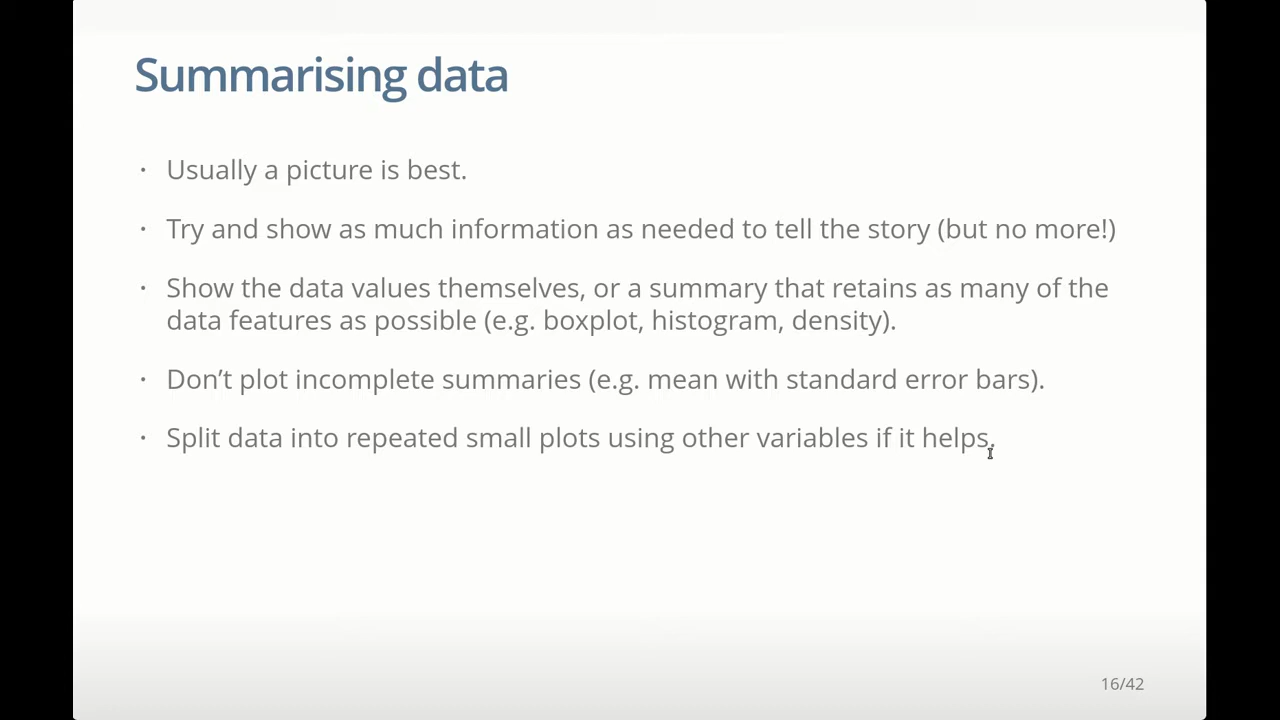 Summarising data
· Usually a picture is best.
· Try and show as much information as needed to tell the story (but no more!)
· Show the data values themselves, or a summary that retains as many of the
data features as possible (e.g. boxplot, histogram, density).
· Don’t plot incomplete summaries (e.g. mean with standard error bars).
· Split data into repeated small plots using other variables if it helps.
16/42